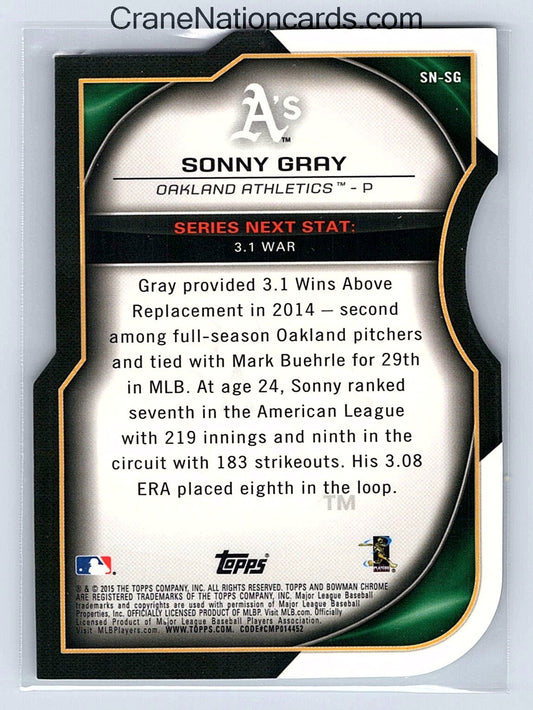 CraneNationcards.com
SN-SG
A's
TM
SONNY GRAY
OAKLAND ATHLETICS™ - P
SERIES NEXT STAT:
3.1 WAR
Gray provided 3.1 Wins Above
Replacement in 2014 — second
among full-season Oakland pitchers
and tied with Mark Buehrle for 29th
in MLB. At age 24, Sonny ranked
seventh in the American League
with 219 innings and ninth in the
circuit with 183 strikeouts. His 3.08
ERA placed eighth in the loop.
TM
topps
PLAYERS
® & © 2015 THE TOPPS COMPANY, INC. ALL RIGHTS RESERVED. TOPPS AND BOWMAN CHROME
ARE REGISTERED TRADEMARKS OF THE TOPPS COMPANY, INC. Major League Baseball
trademarks and copyrights are used with permission of Major League Baseball
Properties, Inc. OFFICIALLY LICENSED PRODUCT OF MLBP. Visit MLB.com. Officially
Licensed Product of Major League Baseball Players Association.
Visit MLBPlayers.com WWW.TOPPS.COM. CODE#CMP014452